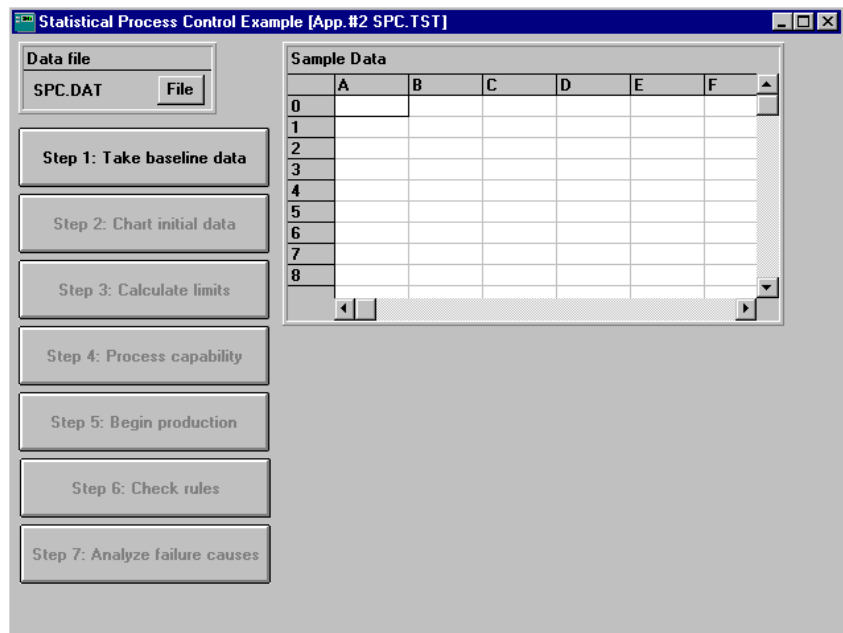 Statistical Process Control Example [App.#2 SPC.TST]
Data file
SPC.DAT File
Step 1: Take baseline data
Step 2: Chart initial data
Step 3: Calculate limits
Step 4: Process capability
Step 5: Begin production
Step 6: Check rules
Step 7: Analyze failure causes
Sample Data
A B C D E F
0
1
2
3
4
5
6
7
8